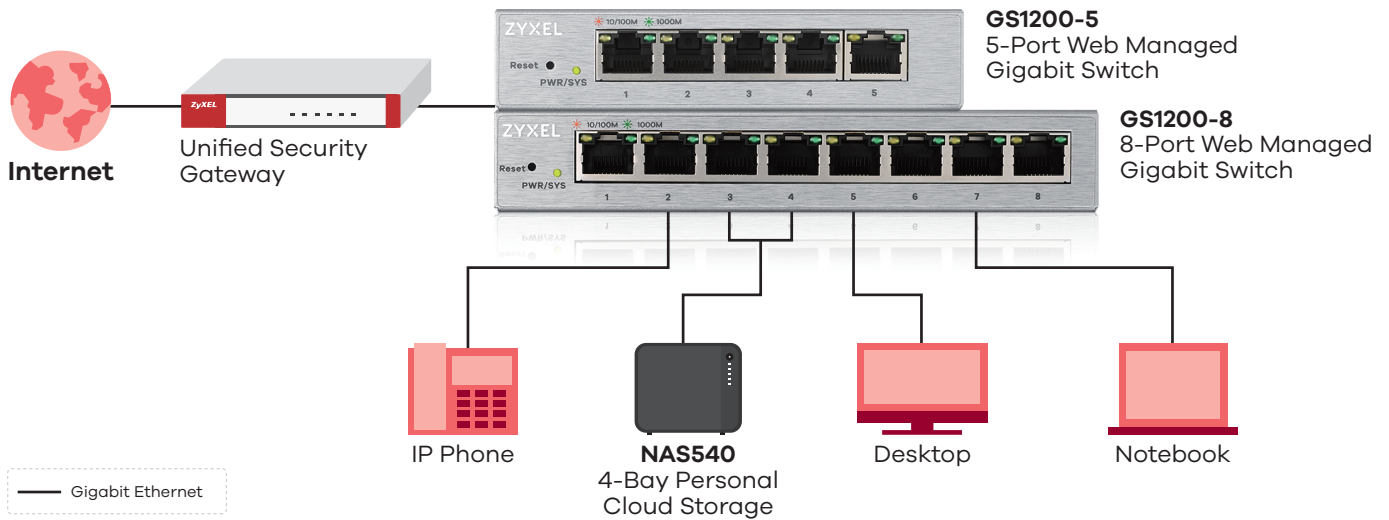 ZYXEL
10/100M 1000M
Reset
PWR/SYS
1 2 3 4 5
GS1200-5
5-Port Web Managed
Gigabit Switch
ZYXEL
10/100M 1000M
Reset
PWR/SYS
1 2 3 4 5 6 7 8
GS1200-8
8-Port Web Managed
Gigabit Switch
Internet
ZyXEL
Unified Security
Gateway
IP Phone
NAS540
4-Bay Personal
Cloud Storage
Desktop
Notebook
Gigabit Ethernet